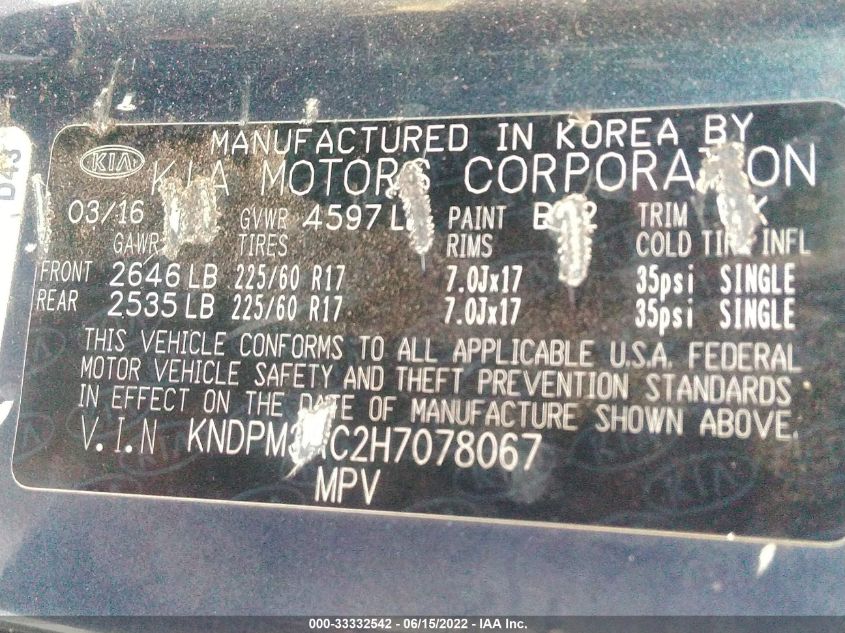 D43
MANUFACTURED IN KOREA BY
KIA
KIA MOTORS CORPORATION
03/16 GVWR 4597 PAINT TRIM
GAWR TIRES RIMS COLD TIRE INFL
FRONT 2646 LB 225/60 R17 7.0Jx17 35psi SINGLE
REAR 2535 LB 225/60 R17 7.0Jx17 35psi SINGLE
THIS VEHICLE CONFORMS TO ALL APPLICABLE U.S.A. FEDERAL
MOTOR VEHICLE SAFETY AND THEFT PREVENTION STANDARDS
IN EFFECT ON THE DATE OF MANUFACTURE SHOWN ABOVE.
V.I.N
MPV
000-33332542 - 06/15/2022 - IAA Inc.